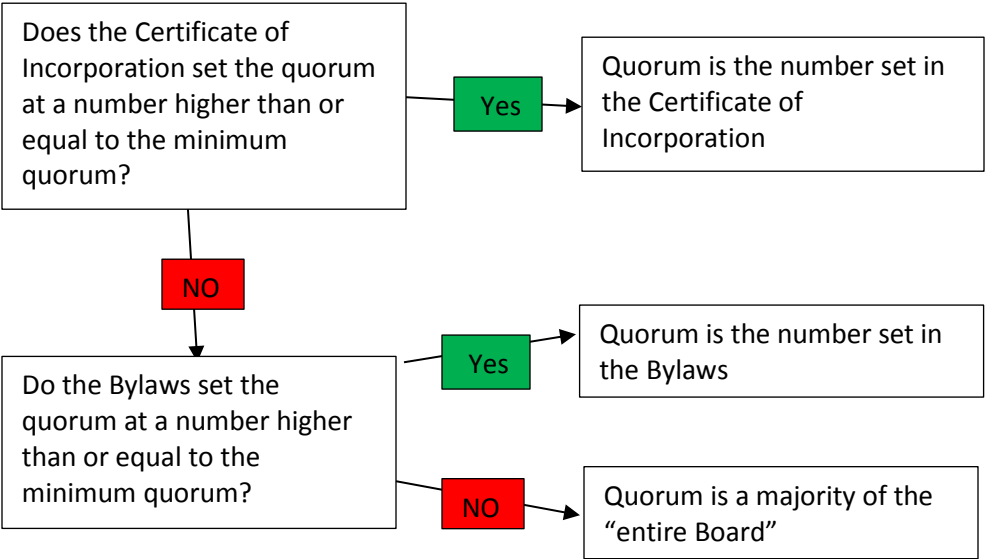 Does the Certificate of
Incorporation set the quorum
at a number higher than or
equal to the minimum
quorum?
Yes
Quorum is the number set in
the Certificate of
Incorporation
NO
Do the Bylaws set the
quorum at a number higher
than or equal to the
minimum quorum?
Yes
Quorum is the number set in
the Bylaws
NO
Quorum is a majority of the
“entire Board”